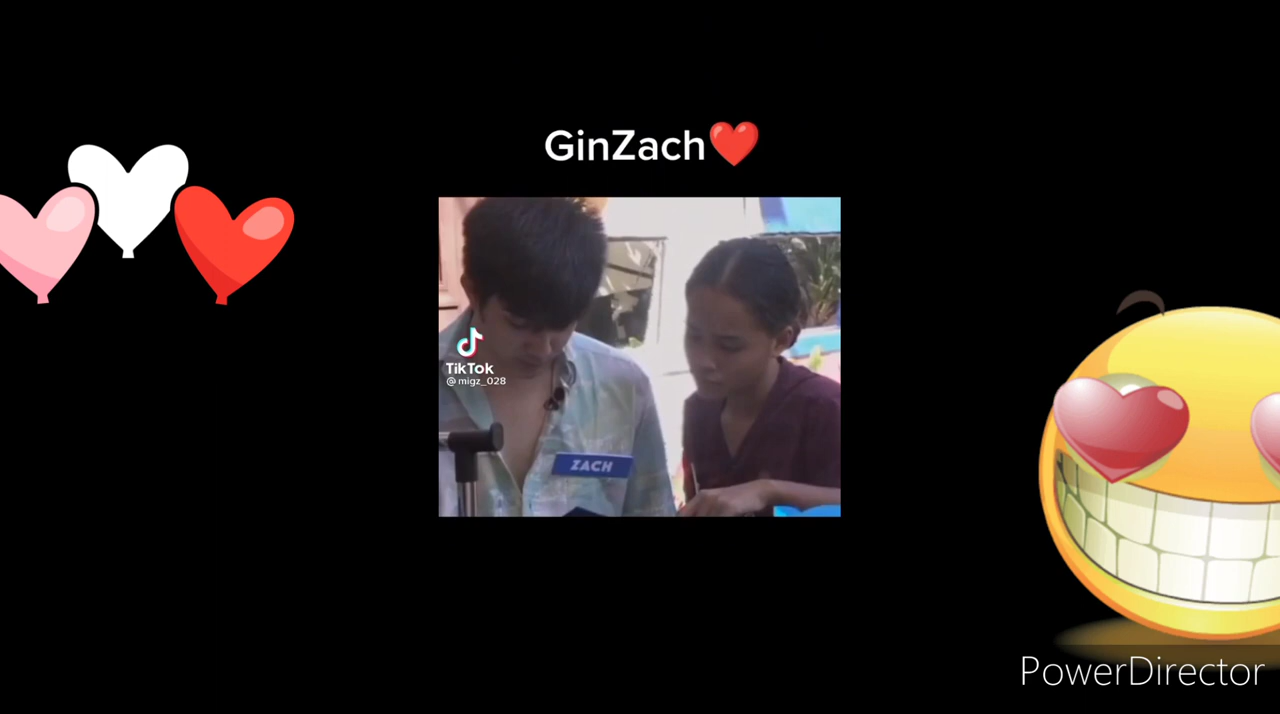 GinZach❤️
TikTok
@migz_028
ZACH
PowerDirector